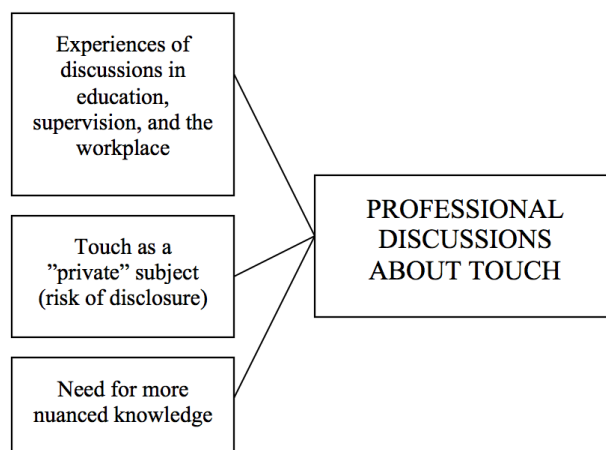 Experiences of
discussions in
education,
supervision, and the
workplace
Touch as a
”private” subject
(risk of disclosure)
Need for more
nuanced knowledge
PROFESSIONAL
DISCUSSIONS
ABOUT TOUCH